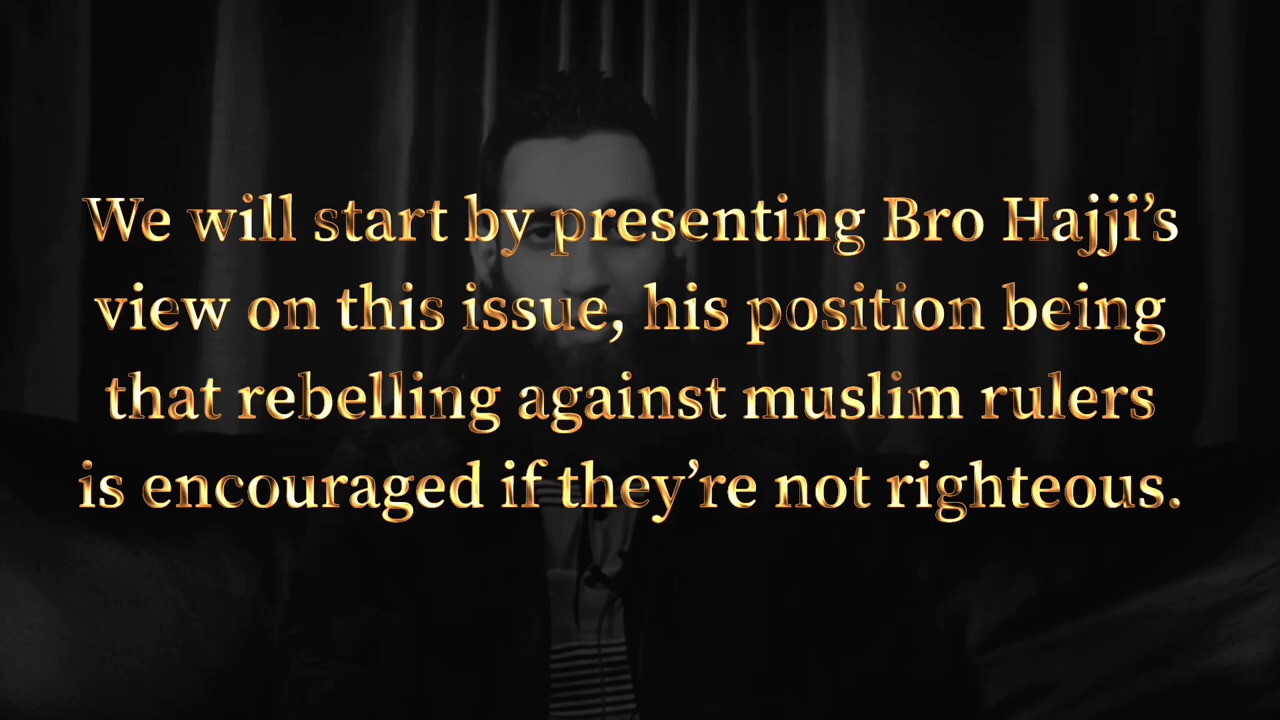 We will start by presenting Bro Hajji’s
view on this issue, his position being
that rebelling against muslim rulers
is encouraged if they’re not righteous.